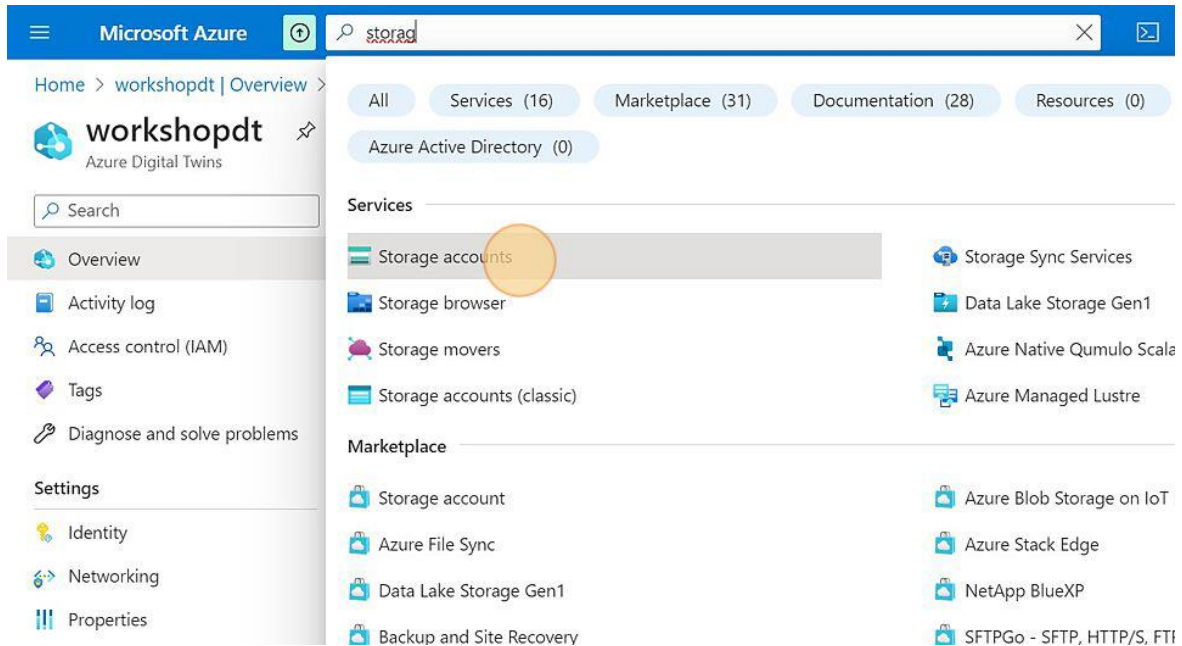 Microsoft Azure
storag
Home > workshopdt | Overview >
workshopdt
Azure Digital Twins
Search
Overview
Activity log
Access control (IAM)
Tags
Diagnose and solve problems
Settings
Identity
Networking
Properties
All Services (16) Marketplace (31) Documentation (28) Resources (0)
Azure Active Directory (0)
Services
Storage accounts
Storage browser
Storage movers
Storage accounts (classic)
Storage Sync Services
Data Lake Storage Gen1
Azure Native Qumulo Scala
Azure Managed Lustre
Marketplace
Storage account
Azure File Sync
Data Lake Storage Gen1
Backup and Site Recovery
Azure Blob Storage on IoT
Azure Stack Edge
NetApp BlueXP
SFTPGo - SFTP, HTTP/S, FTP